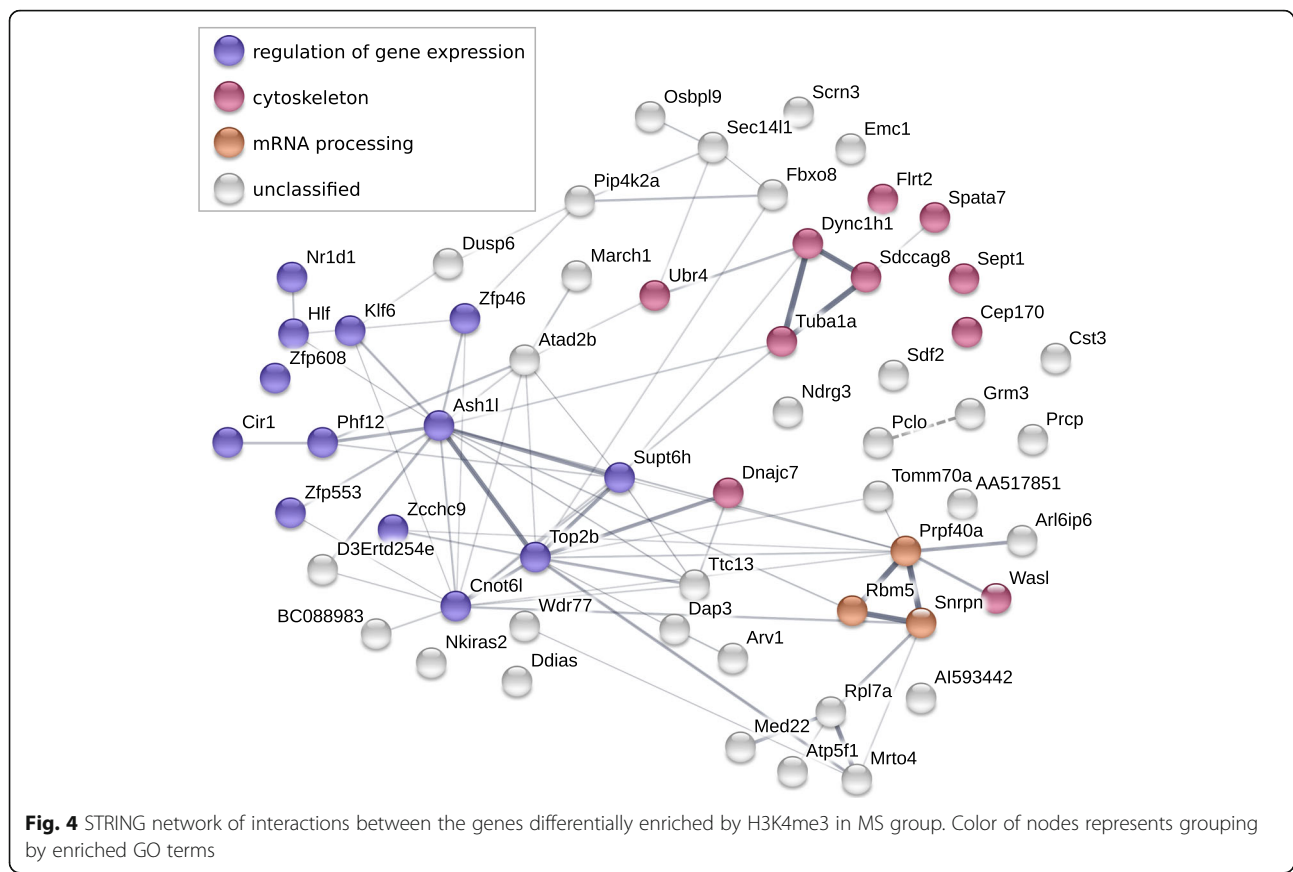 regulation of gene expression
cytoskeleton
mRNA processing
unclassified
Osbpl9
Scrn3
Sec14l1
Emc1
Pip4k2a
Fbxo8
Flrt2
Spata7
Dync1h1
Dusp6
March1
Nr1d1
Ubr4
Sdccag8
Sept1
Zfp46
Hlf
Klf6
Tuba1a
Cep170
Atad2b
Cst3
Zfp608
Sdf2
Ndrg3
Grm3
Ash1l
Cir1
Phf12
Pclo
Prcp
Supt6h
Dnajc7
Tomm70a
AA517851
Zfp553
Zcchc9
Arl6ip6
Prpf40a
Top2b
D3Ertd254e
Ttc13
Wasl
Cnot6l
Rbm5
Snrpn
Wdr77
Dap3
BC088983
Arv1
Nkiras2
Ddias
AI593442
Rpl7a
Med22
Atp5f1
Mrto4
Fig. 4 STRING network of interactions between the genes differentially enriched by H3K4me3 in MS group. Color of nodes represents grouping
by enriched GO terms